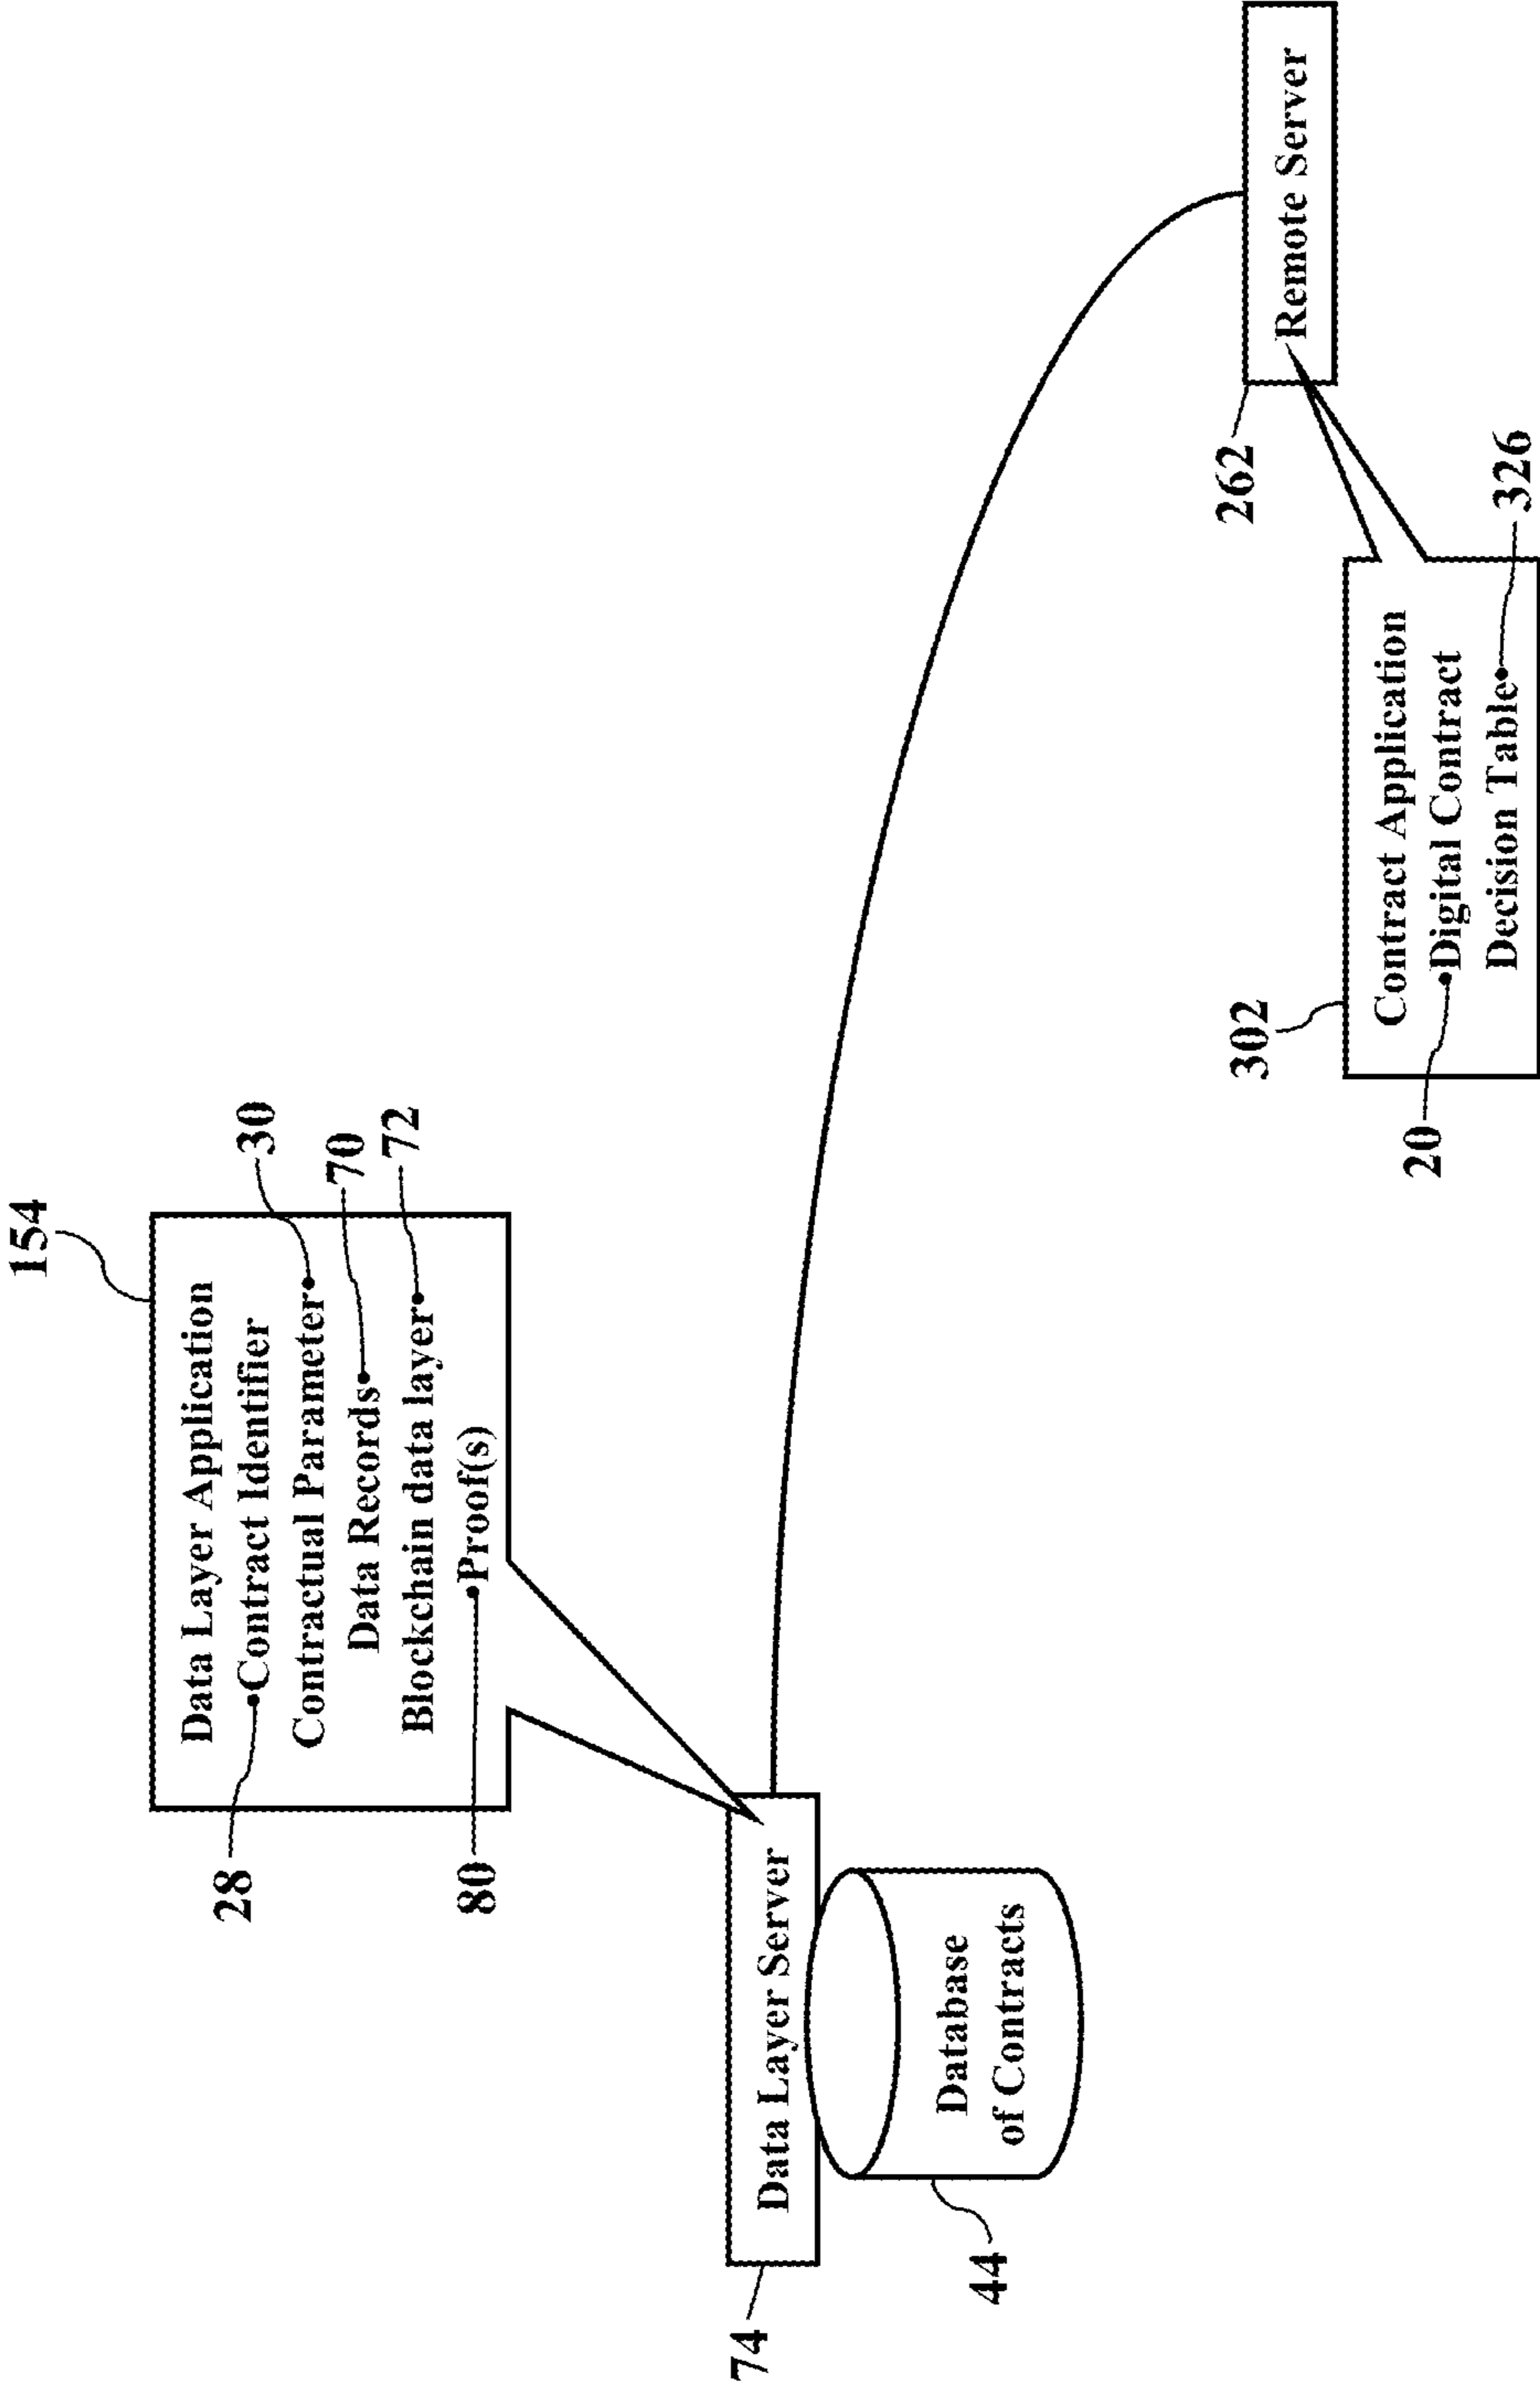 154
Data Layer Application
28
Contract Identifier
30
Contractual Parameter
Data Records
70
Blockchain data layer
72
80
Proof(s)
74
Data Layer Server
Database
of Contracts
44
Remote Server
262
302
Contract Application
20
Digital Contract
Decision Table
326